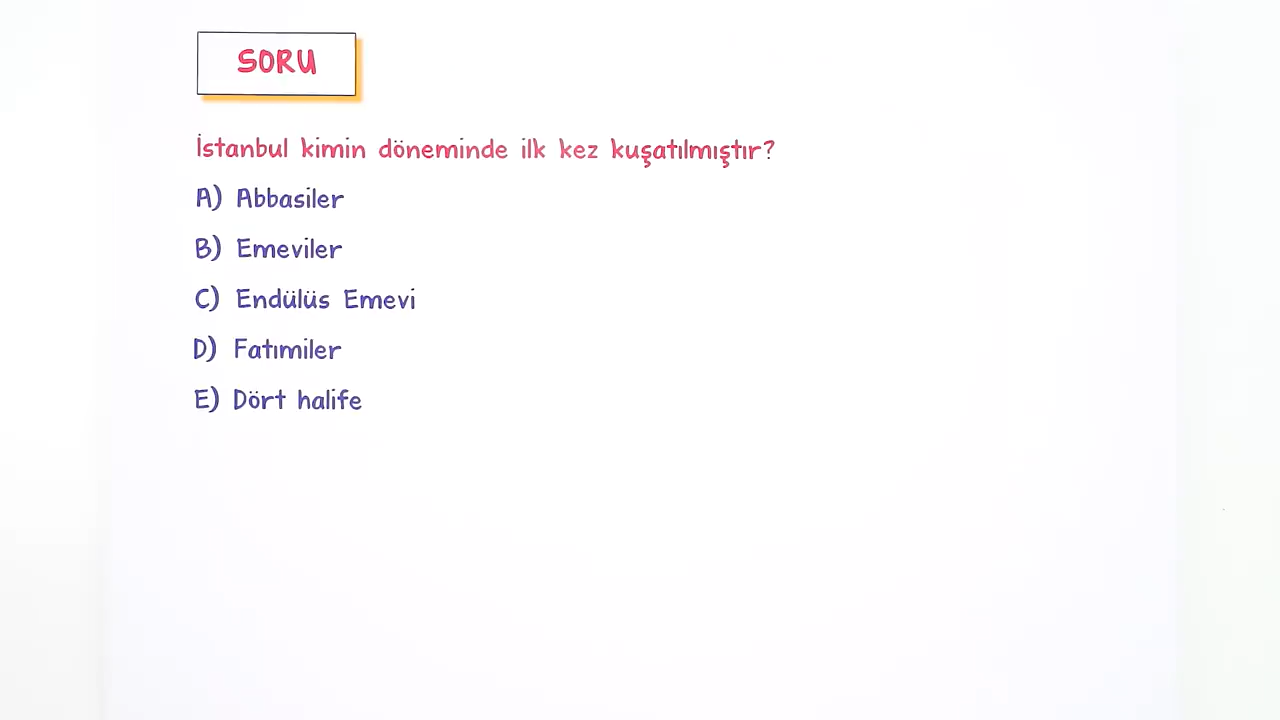 SORU
İstanbul kimin döneminde ilk kez kuşatılmıştır?
A) Abbasiler
B) Emeviler
C) Endülüs Emevi
D) Fatımiler
E) Dört halife